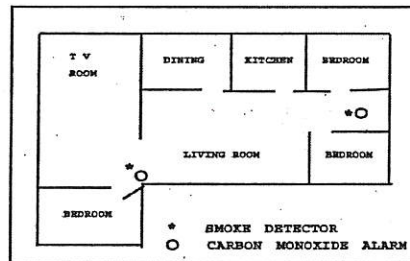 T V
ROOM
DINING
KITCHEN
BEDROOM
*
LIVING ROOM
BEDROOM
*
BEDROOM
* SMOKE DETECTOR
O CARBON MONOXIDE ALARM